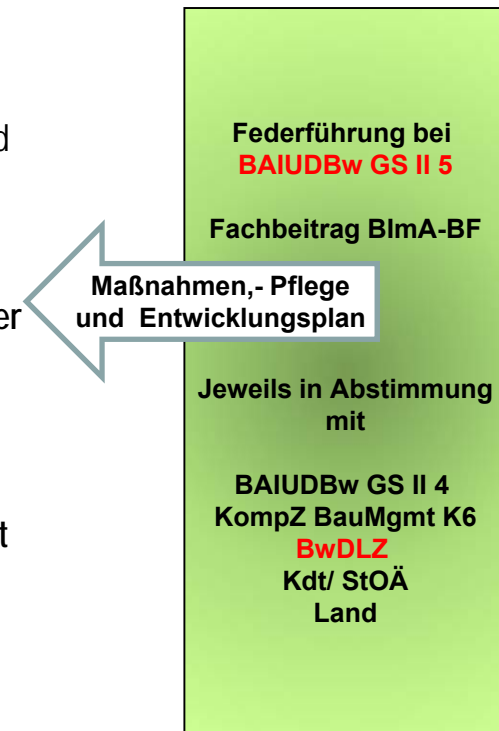 d
er
t
Federführung bei
BAIUDBw GS II 5
Fachbeitrag BImA-BF
Maßnahmen,- Pflege
und Entwicklungsplan
Jeweils in Abstimmung
mit
BAIUDBw GS II 4
KompZ BauMgmt K6
BwDLZ
Kdt/ StOÄ
Land